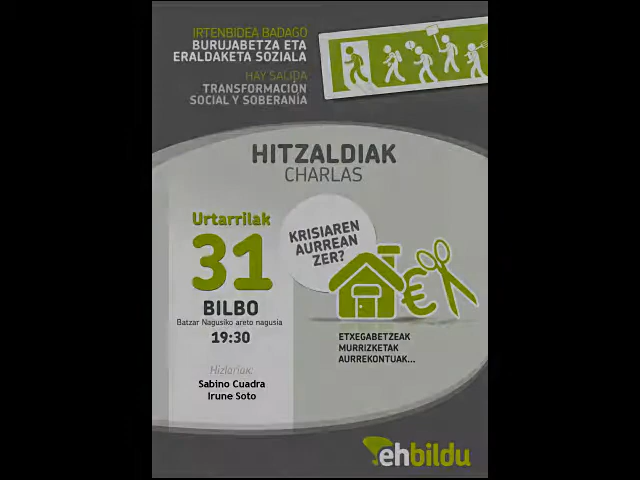 IRTENBIDEA BADAGO
BURUJABETZA ETA
ERALDAKETA SOZIALA
HAY SALIDA
TRANSFORMACIÓN
SOCIAL Y SOBERANÍA
HITZALDIAK
CHARLAS
Urtarrilak
31
BILBO
Batzar Nagusiko areto nagusia
19:30
Hizlariak:
Sabino Cuadra
Irune Soto
KRISIAREN
AURREAN
ZER?
€
ETXEGABETZEAK
MURRIZKETAK
AURREKONTUAK...
ehbildu